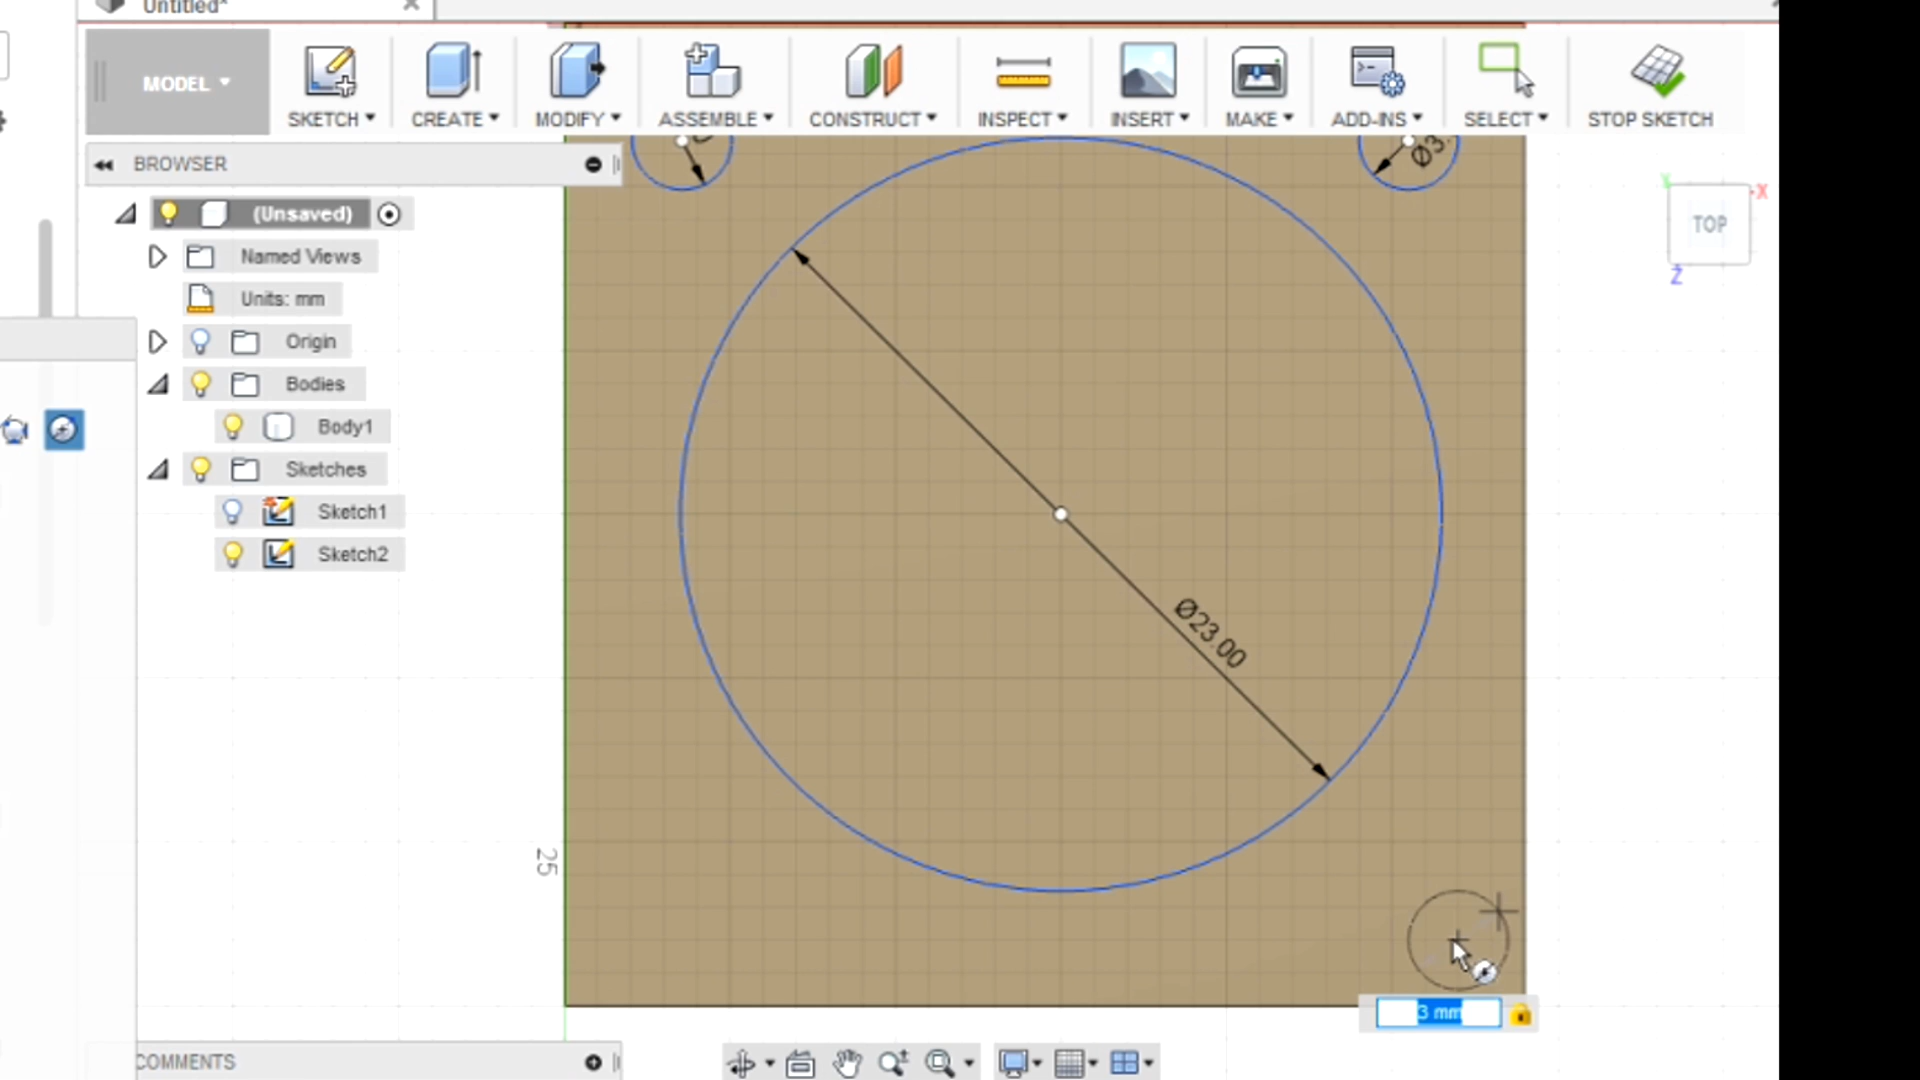 Untitled*
MODEL
SKETCH
CREATE
MODIFY
ASSEMBLE
CONSTRUCT
INSPECT
INSERT
MAKE
ADD-INS
SELECT
STOP SKETCH
BROWSER
(Unsaved)
Named Views
Units: mm
Origin
Bodies
Body1
Sketches
Sketch1
Sketch2
Ø3.
Y
X
TOP
Z
Ø23.00
25
3 mm
COMMENTS